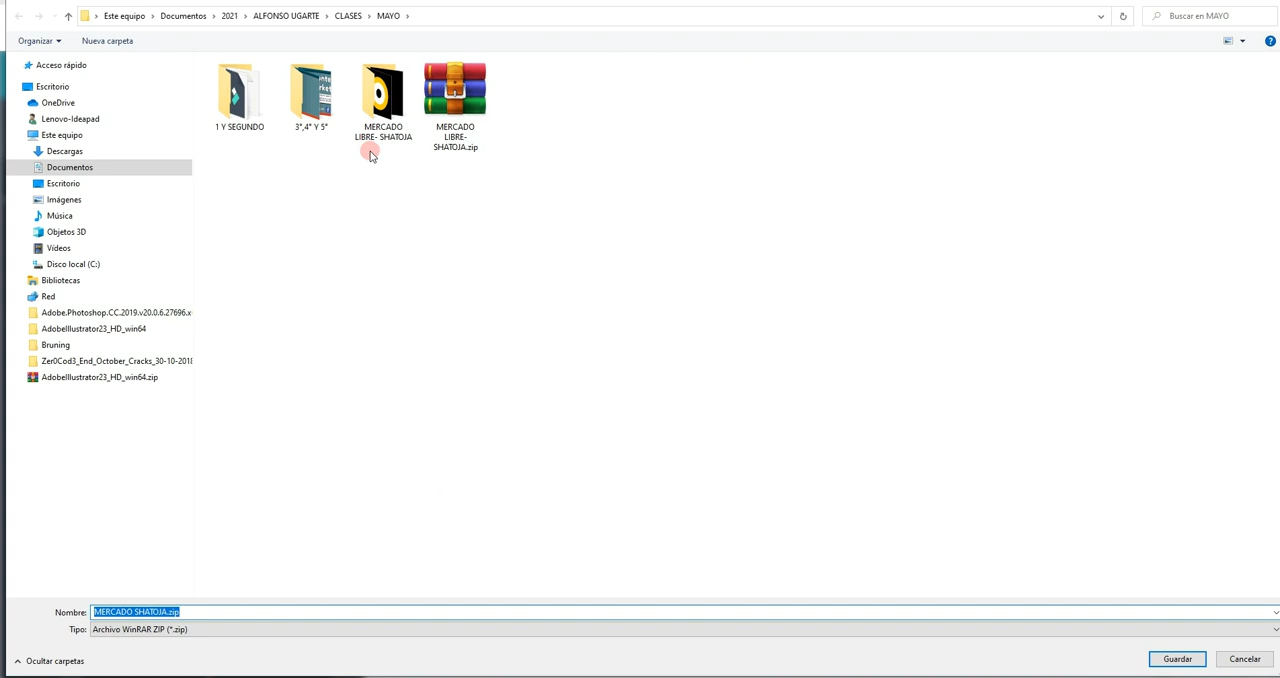 Este equipo > Documentos > 2021 > ALFONSO UGARTE > CLASES > MAYO >
Buscar en MAYO
Organizar
Nueva carpeta
Acceso rápido
Escritorio
OneDrive
Lenovo-Ideapad
Este equipo
Descargas
Documentos
Escritorio
Imágenes
Música
Objetos 3D
Vídeos
Disco local (C:)
Bibliotecas
Red
Adobe.Photoshop.CC.2019.v20.0.6.27696.x
AdobeIllustrator23_HD_win64
Bruning
Zer0Cod3_End_October_Cracks_30-10-2018
AdobeIllustrator23_HD_win64.zip
1 Y SEGUNDO
3°,4° Y 5°
MERCADO
LIBRE- SHATOJA
MERCADO
LIBRE-
SHATOJA.zip
Nombre: MERCADO SHATOJA.zip
Tipo: Archivo WinRAR ZIP (*.zip)
Ocultar carpetas
Guardar
Cancelar